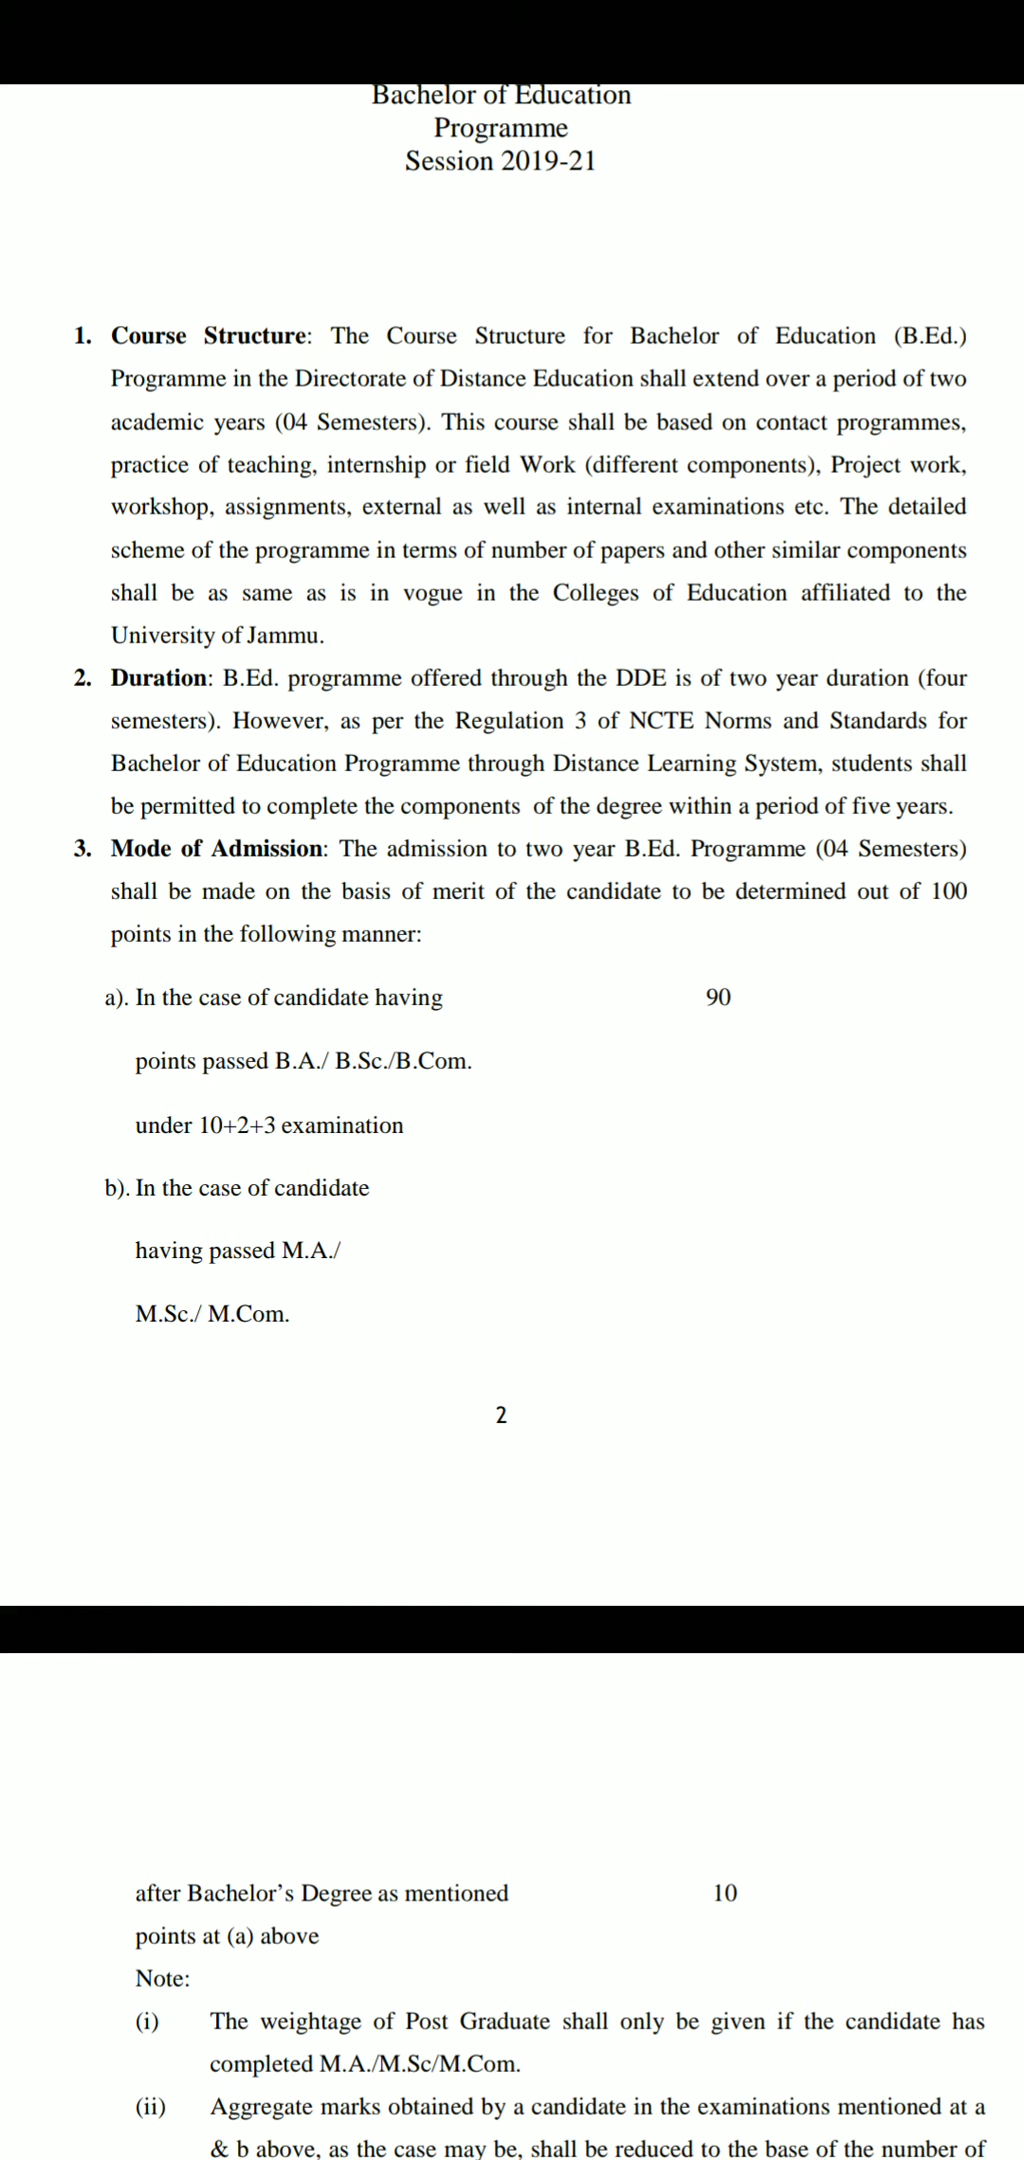 Bachelor of Education
Programme
Session 2019-21
1. Course Structure: The Course Structure for Bachelor of Education (B.Ed.)
Programme in the Directorate of Distance Education shall extend over a period of two
academic years (04 Semesters). This course shall be based on contact programmes,
practice of teaching, internship or field Work (different components), Project work,
workshop, assignments, external as well as internal examinations etc. The detailed
scheme of the programme in terms of number of papers and other similar components
shall be as same as is in vogue in the Colleges of Education affiliated to the
University of Jammu.
2. Duration: B.Ed. programme offered through the DDE is of two year duration (four
semesters). However, as per the Regulation 3 of NCTE Norms and Standards for
Bachelor of Education Programme through Distance Learning System, students shall
be permitted to complete the components of the degree within a period of five years.
3. Mode of Admission: The admission to two year B.Ed. Programme (04 Semesters)
shall be made on the basis of merit of the candidate to be determined out of 100
points in the following manner:
a). In the case of candidate having 90
points passed B.A./ B.Sc./B.Com.
under 10+2+3 examination
b). In the case of candidate
having passed M.A./
M.Sc./ M.Com.
2
after Bachelor’s Degree as mentioned 10
points at (a) above
Note:
(i) The weightage of Post Graduate shall only be given if the candidate has
completed M.A./M.Sc/M.Com.
(ii) Aggregate marks obtained by a candidate in the examinations mentioned at a
& b above, as the case may be, shall be reduced to the base of the number of